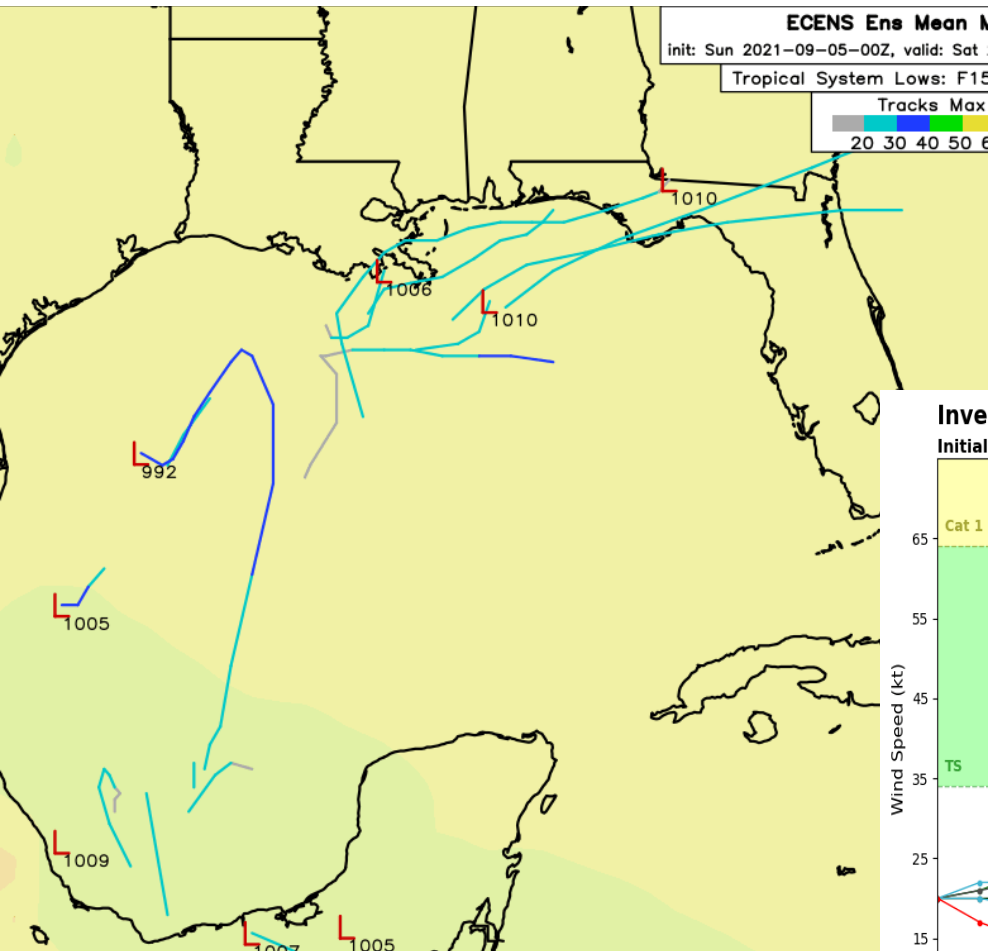 ECENS Ens Mean M
init: Sun 2021-09-05-00Z, valid: Sat
Tropical System Lows: F15
Tracks Max
20 30 40 50 6
1010
1006
1010
992
1005
1009
1007
1005
Inve
Initial
Cat 1
65
55
45
TS
35
25
15
Wind Speed (kt)